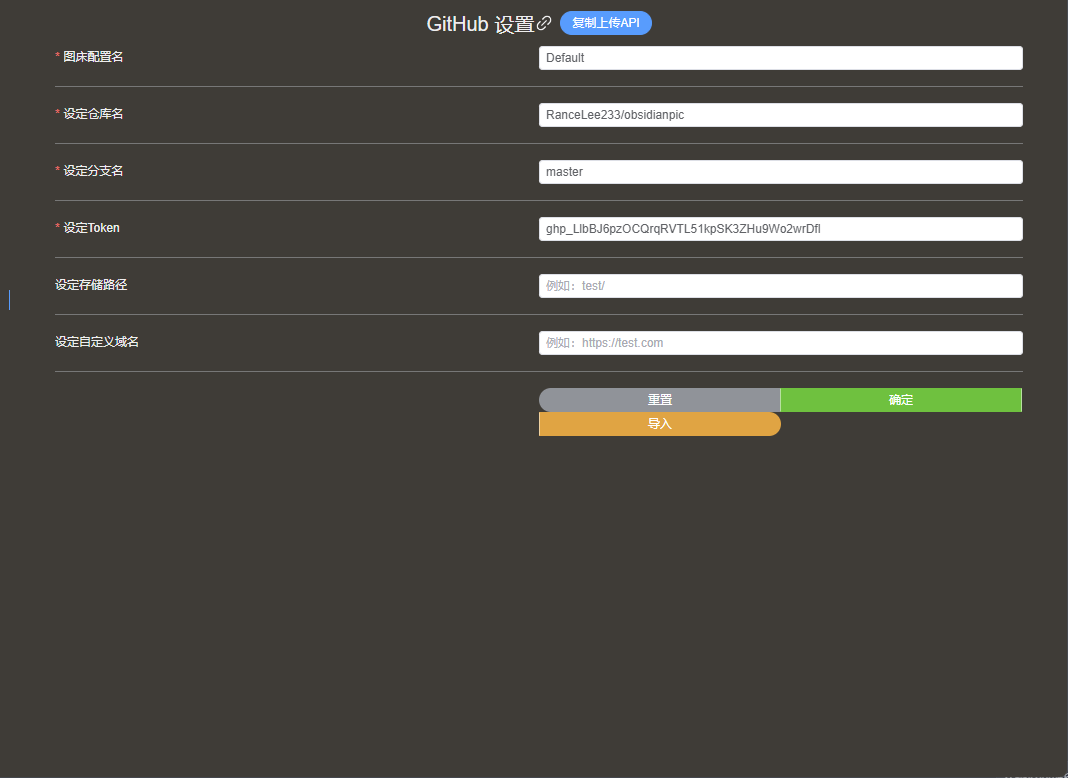 GitHub 设置 复制上传API
* 图床配置名 Default
* 设定仓库名 RanceLee233/obsidianpic
* 设定分支名 master
* 设定Token
设定存储路径 例如：test/
设定自定义域名 例如：https://test.com
重置 确定
导入